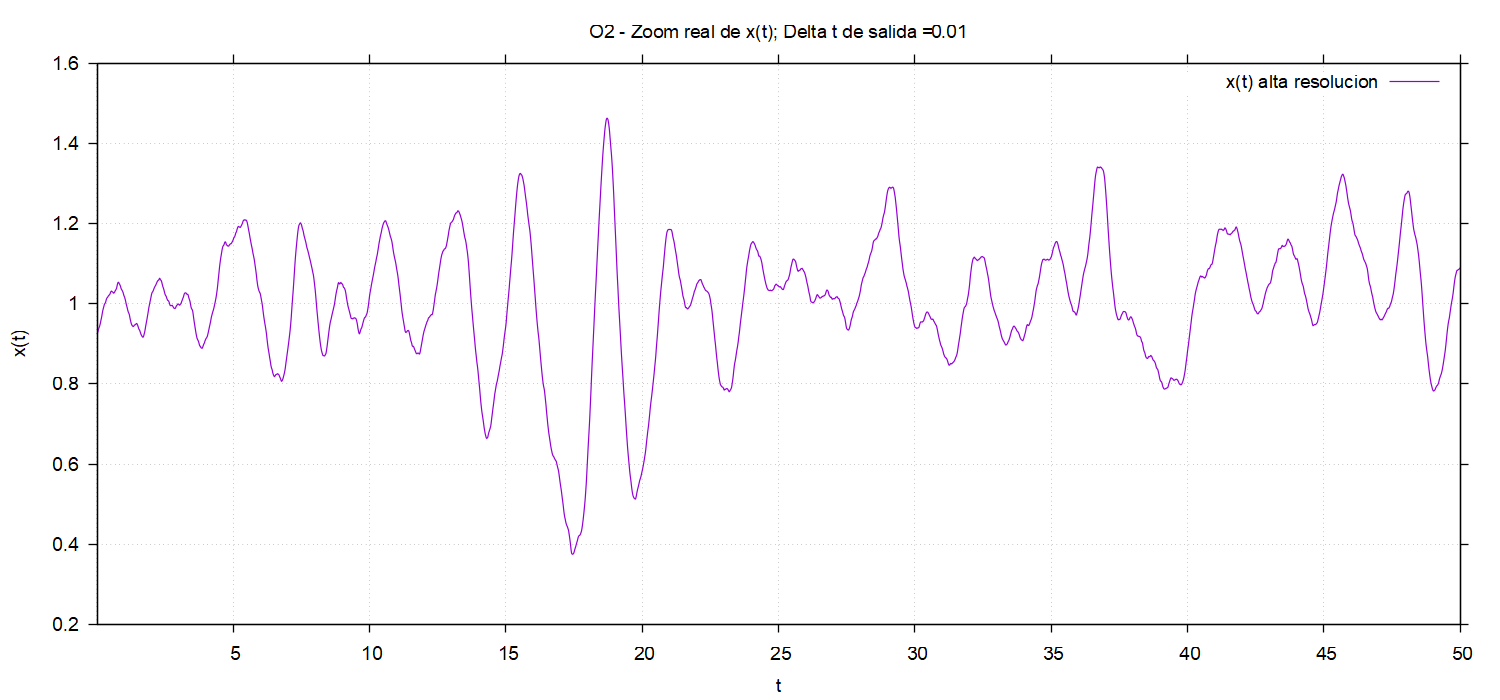 O2 - Zoom real de x(t); Delta t de salida =0.01
x(t) alta resolucion
1.6
1.4
1.2
1
0.8
0.6
0.4
0.2
x(t)
5 10 15 20 25 30 35 40 45 50
t